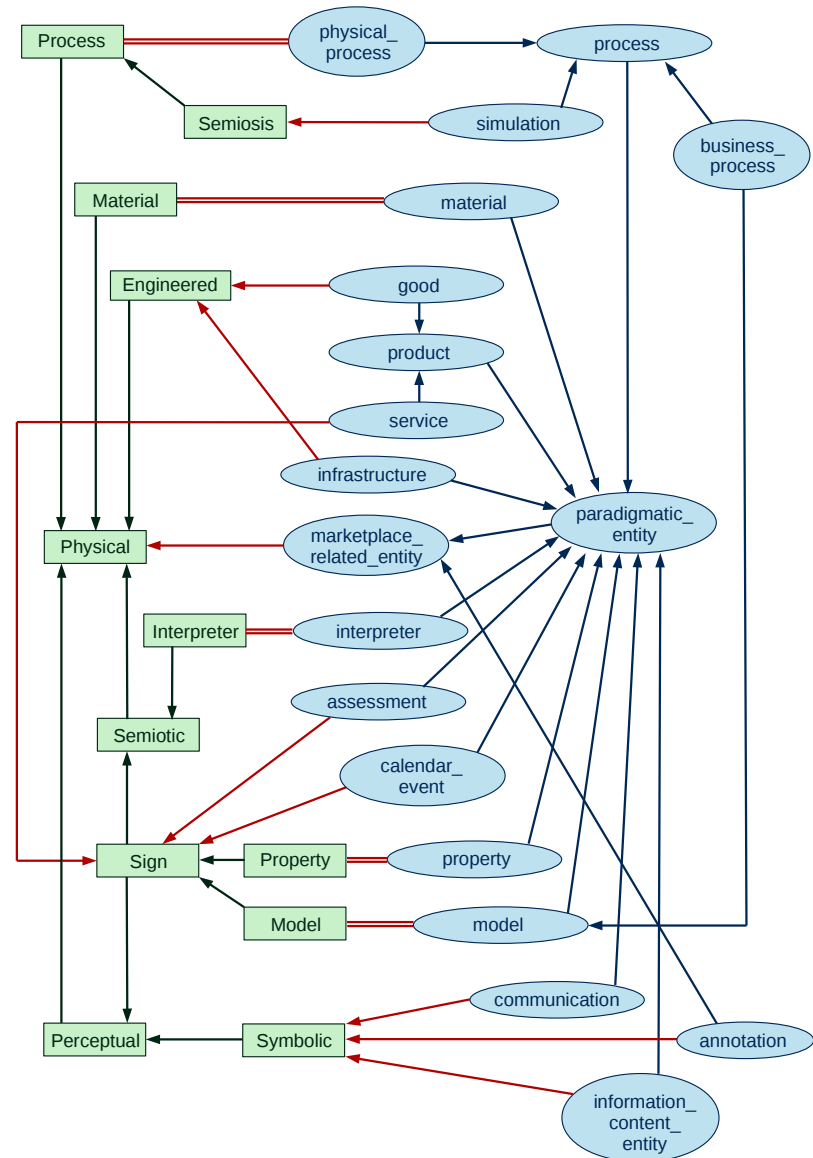 Process
physical_
process
process
Semiosis
simulation
business_
process
Material
material
Engineered
good
product
service
infrastructure
paradigmatic_
entity
Physical
marketplace_
related_entity
Interpreter
interpreter
assessment
Semiotic
calendar_
event
Sign
Property
property
Model
model
communication
Perceptual
Symbolic
annotation
information_
content_
entity